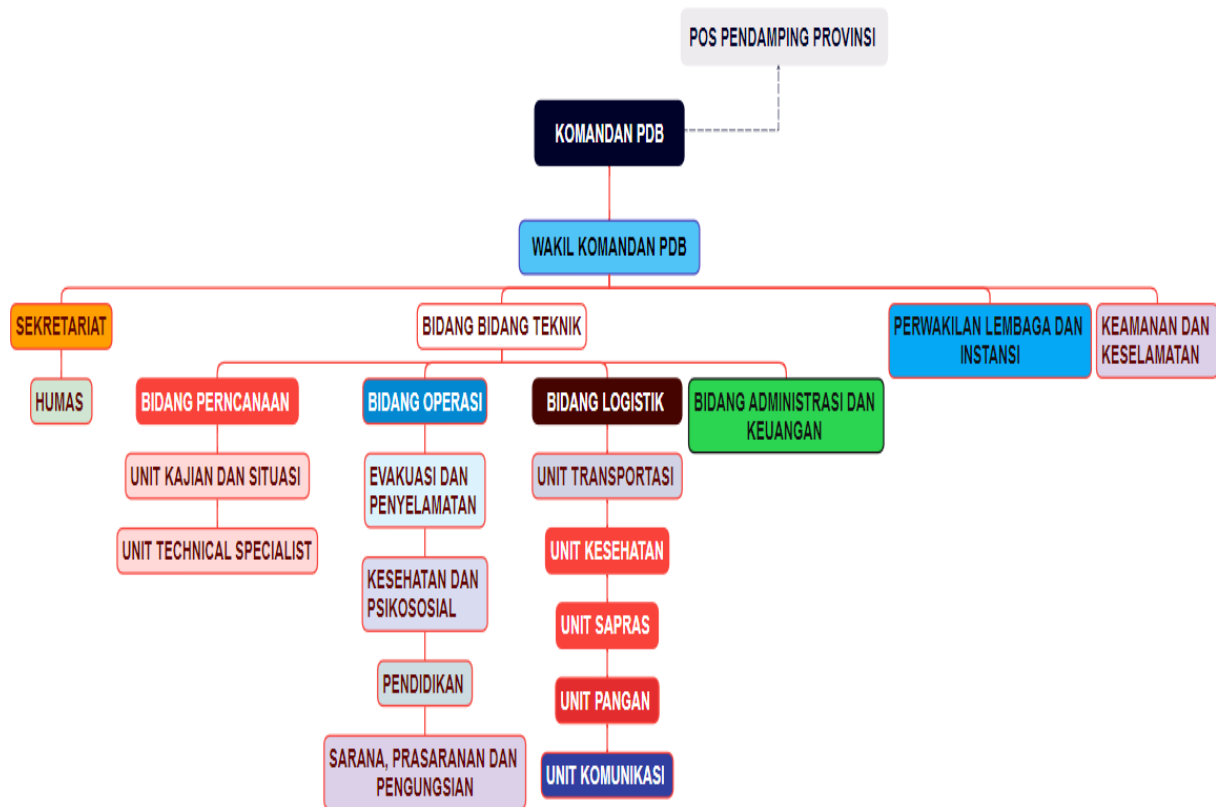 POS PENDAMPING PROVINSI
KOMANDAN PDB
WAKIL KOMANDAN PDB
SEKRETARIAT
BIDANG BIDANG TEKNIK
PERWAKILAN LEMBAGA DAN
INSTANSI
KEAMANAN DAN
KESELAMATAN
HUMAS
BIDANG PERNCANAAN
BIDANG OPERASI
BIDANG LOGISTIK
BIDANG ADMINISTRASI DAN
KEUANGAN
UNIT KAJIAN DAN SITUASI
EVAKUASI DAN
PENYELAMATAN
UNIT TRANSPORTASI
UNIT TECHNICAL SPECIALIST
KESEHATAN DAN
PSIKOSOSIAL
UNIT KESEHATAN
UNIT SAPRAS
PENDIDIKAN
UNIT PANGAN
SARANA, PRASARANAN DAN
PENGUNGSIAN
UNIT KOMUNIKASI